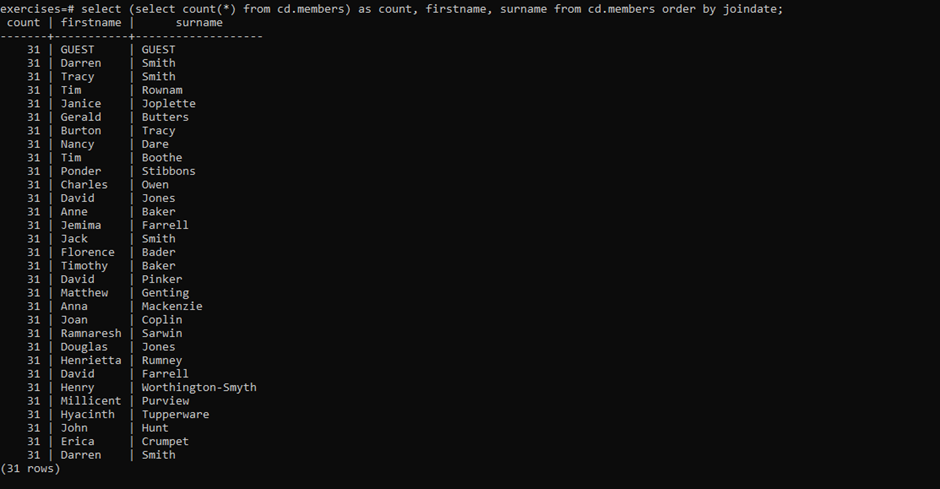 exercises=# select (select count(*) from cd.members) as count, firstname, surname from cd.members order by joindate;
 count | firstname |      surname
-------+-----------+-------------------
    31 | GUEST     | GUEST
    31 | Darren    | Smith
    31 | Tracy     | Smith
    31 | Tim       | Rownam
    31 | Janice    | Joplette
    31 | Gerald    | Butters
    31 | Burton    | Tracy
    31 | Nancy     | Dare
    31 | Tim       | Boothe
    31 | Ponder    | Stibbons
    31 | Charles   | Owen
    31 | David     | Jones
    31 | Anne      | Baker
    31 | Jemima    | Farrell
    31 | Jack      | Smith
    31 | Florence  | Bader
    31 | Timothy   | Baker
    31 | David     | Pinker
    31 | Matthew   | Genting
    31 | Anna      | Mackenzie
    31 | Joan      | Coplin
    31 | Ramnaresh | Sarwin
    31 | Douglas   | Jones
    31 | Henrietta | Rumney
    31 | David     | Farrell
    31 | Henry     | Worthington-Smyth
    31 | Millicent | Purview
    31 | Hyacinth  | Tupperware
    31 | John      | Hunt
    31 | Erica     | Crumpet
    31 | Darren    | Smith
(31 rows)